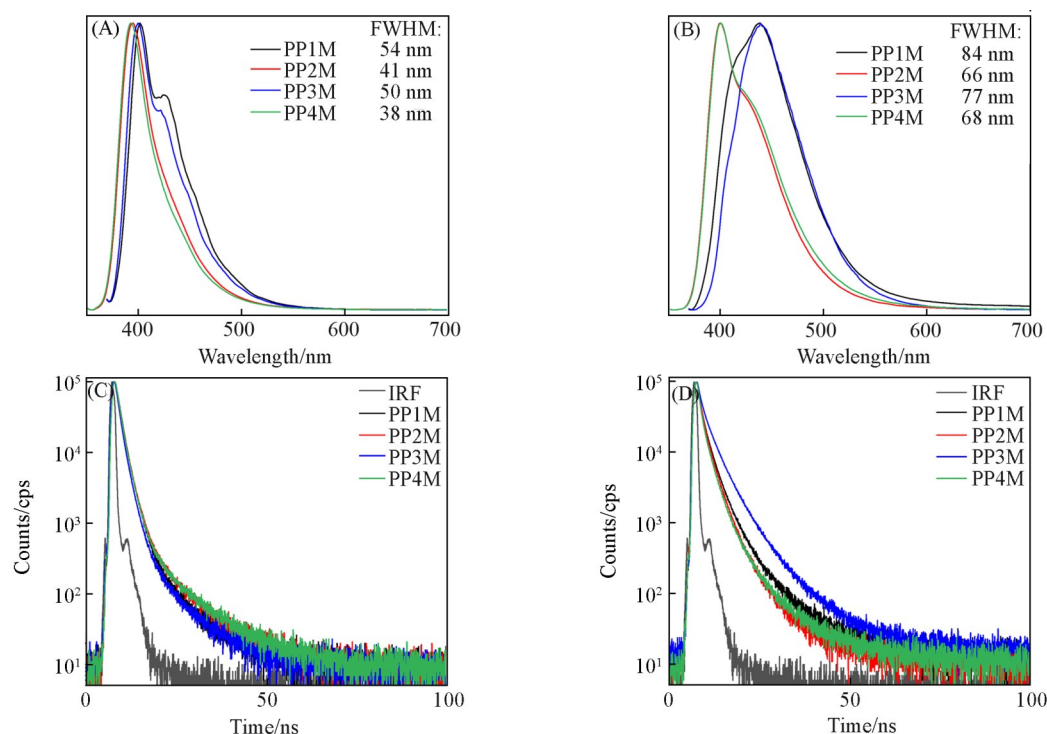 (A)
FWHM:
PP1M 54 nm
PP2M 41 nm
PP3M 50 nm
PP4M 38 nm
400 500 600 700
Wavelength/nm
(B)
FWHM:
PP1M 84 nm
PP2M 66 nm
PP3M 77 nm
PP4M 68 nm
400 500 600 700
Wavelength/nm
(C)
IRF
PP1M
PP2M
PP3M
PP4M
10⁵
10⁴
10³
10²
10¹
Counts/cps
0 50 100
Time/ns
(D)
IRF
PP1M
PP2M
PP3M
PP4M
10⁵
10⁴
10³
10²
10¹
Counts/cps
0 50 100
Time/ns